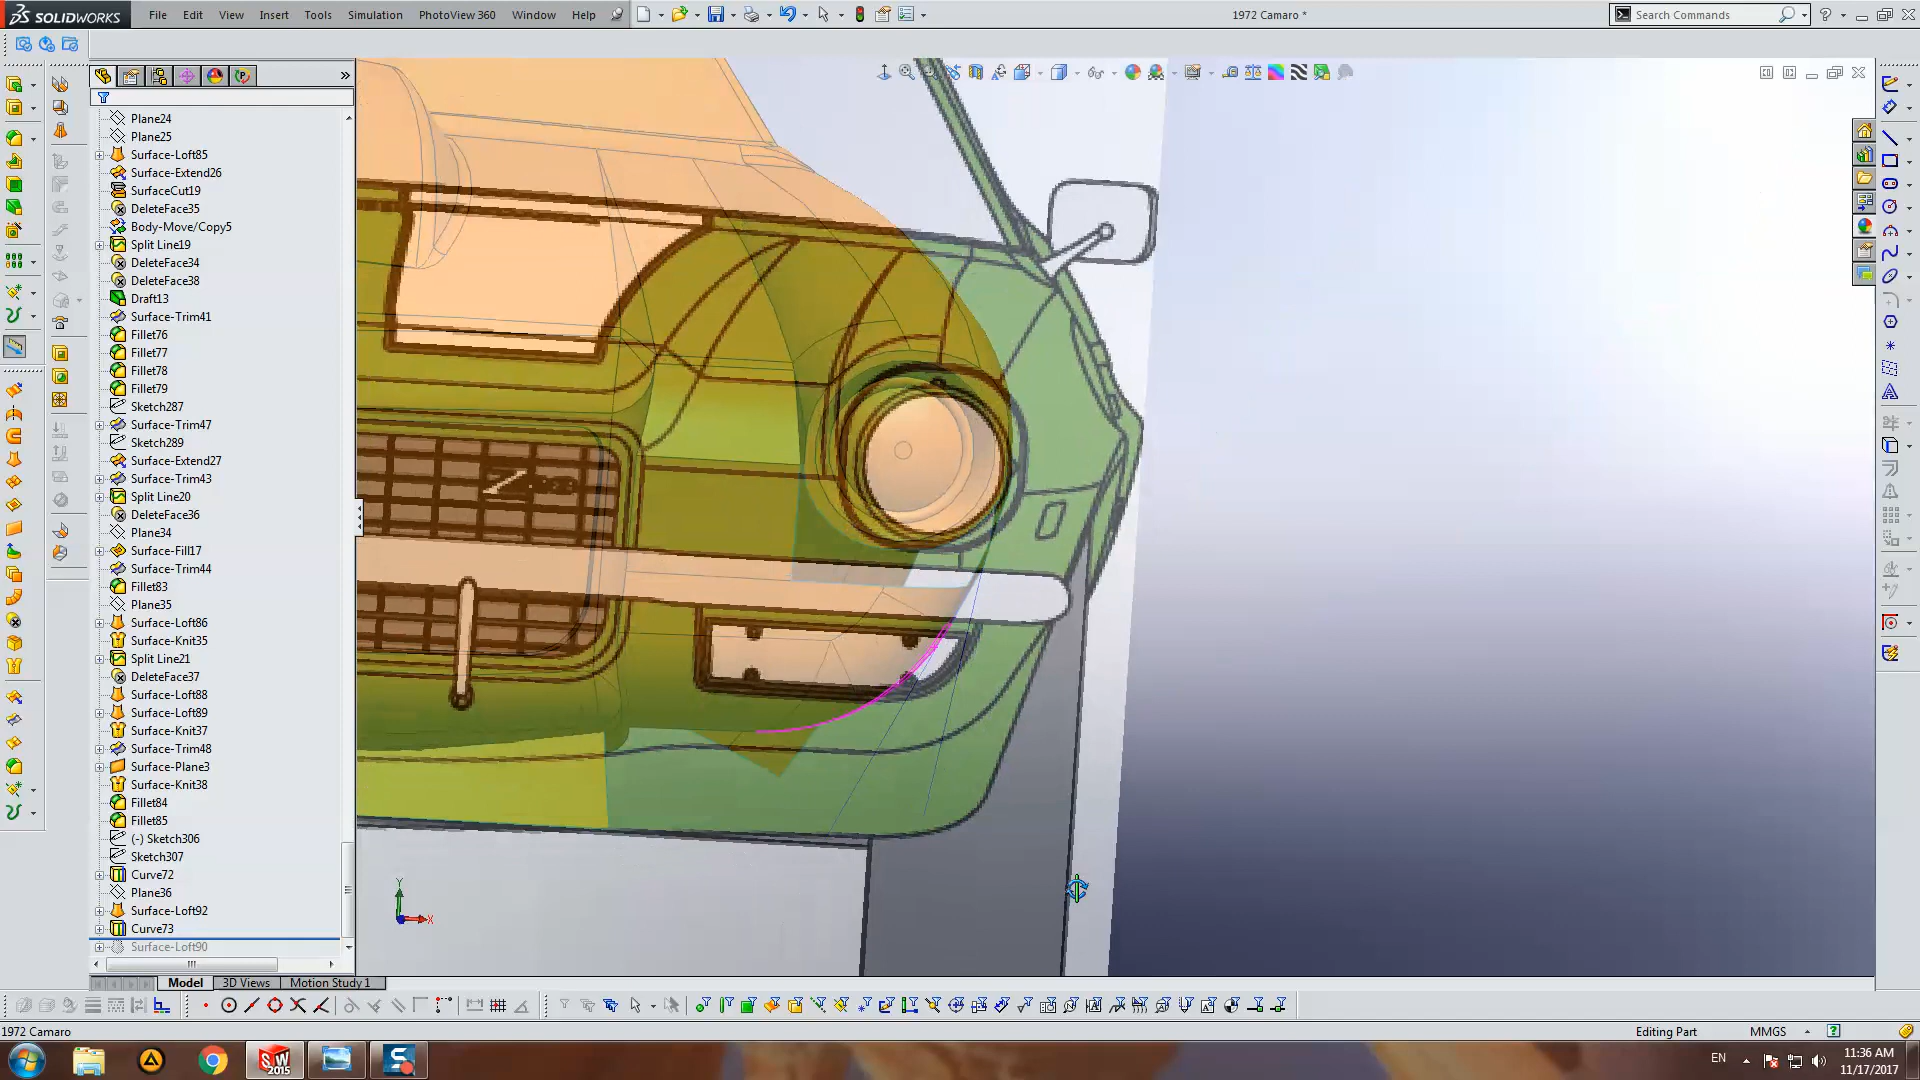 SOLIDWORKS File Edit View Insert Tools Simulation PhotoView 360 Window Help 1972 Camaro * Search Commands
Plane24
Plane25
Surface-Loft85
Surface-Extend26
SurfaceCut19
DeleteFace35
Body-Move/Copy5
Split Line19
DeleteFace34
DeleteFace38
Draft13
Surface-Trim41
Fillet76
Fillet77
Fillet78
Fillet79
Sketch287
Surface-Trim47
Sketch289
Surface-Extend27
Surface-Trim43
Split Line20
DeleteFace36
Plane34
Surface-Fill17
Surface-Trim44
Fillet83
Plane35
Surface-Loft86
Surface-Knit35
Split Line21
DeleteFace37
Surface-Loft88
Surface-Loft89
Surface-Knit37
Surface-Trim48
Surface-Plane3
Surface-Knit38
Fillet84
Fillet85
(-) Sketch306
Sketch307
Curve72
Plane36
Surface-Loft92
Curve73
Surface-Loft90
Y
X
Model 3D Views Motion Study 1
1972 Camaro Editing Part MMGS
EN 11:36 AM
11/17/2017